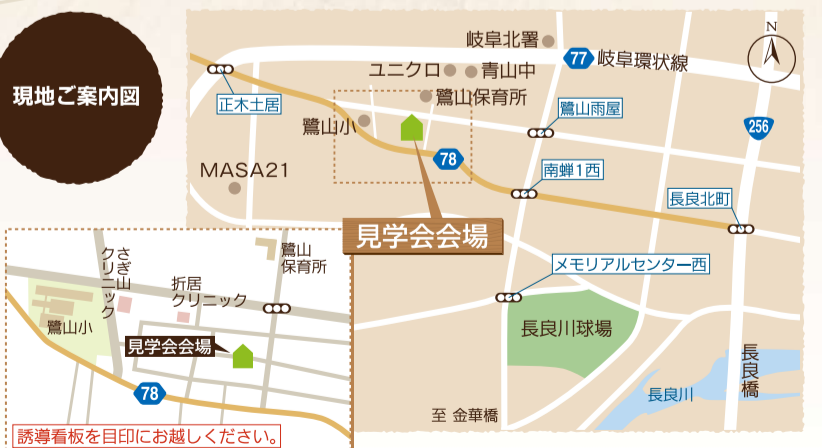 現地ご案内図
N
岐阜北署
77
岐阜環状線
ユニクロ
青山中
正木土居
鷺山保育所
鷺山小
鷺山雨屋
256
78
MASA21
南蝉1西
長良北町
見学会会場
メモリアルセンター西
長良川球場
長良橋
長良川
至 金華橋
さぎ山
クリニック
鷺山
保育所
折居
クリニック
鷺山小
見学会会場
78
誘導看板を目印にお越しください。